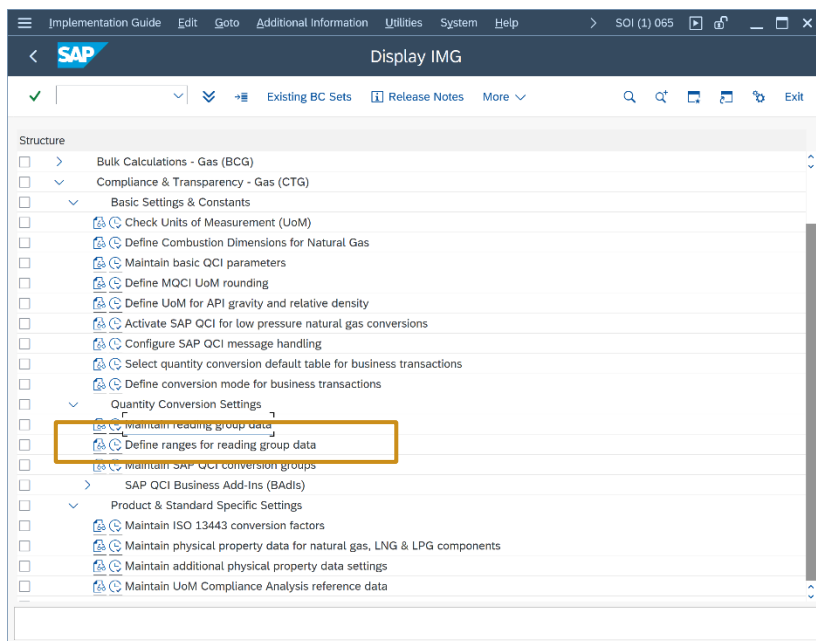 Implementation Guide Edit Goto Additional Information Utilities System Help SOI (1) 065
SAP Display IMG
Existing BC Sets Release Notes More Exit
Structure
Bulk Calculations - Gas (BCG)
Compliance & Transparency - Gas (CTG)
Basic Settings & Constants
Check Units of Measurement (UoM)
Define Combustion Dimensions for Natural Gas
Maintain basic QCI parameters
Define MQCI UoM rounding
Define UoM for API gravity and relative density
Activate SAP QCI for low pressure natural gas conversions
Configure SAP QCI message handling
Select quantity conversion default table for business transactions
Define conversion mode for business transactions
Quantity Conversion Settings
Maintain reading group data
Define ranges for reading group data
Maintain SAP QCI conversion groups
SAP QCI Business Add-Ins (BAdIs)
Product & Standard Specific Settings
Maintain ISO 13443 conversion factors
Maintain physical property data for natural gas, LNG & LPG components
Maintain additional physical property data settings
Maintain UoM Compliance Analysis reference data